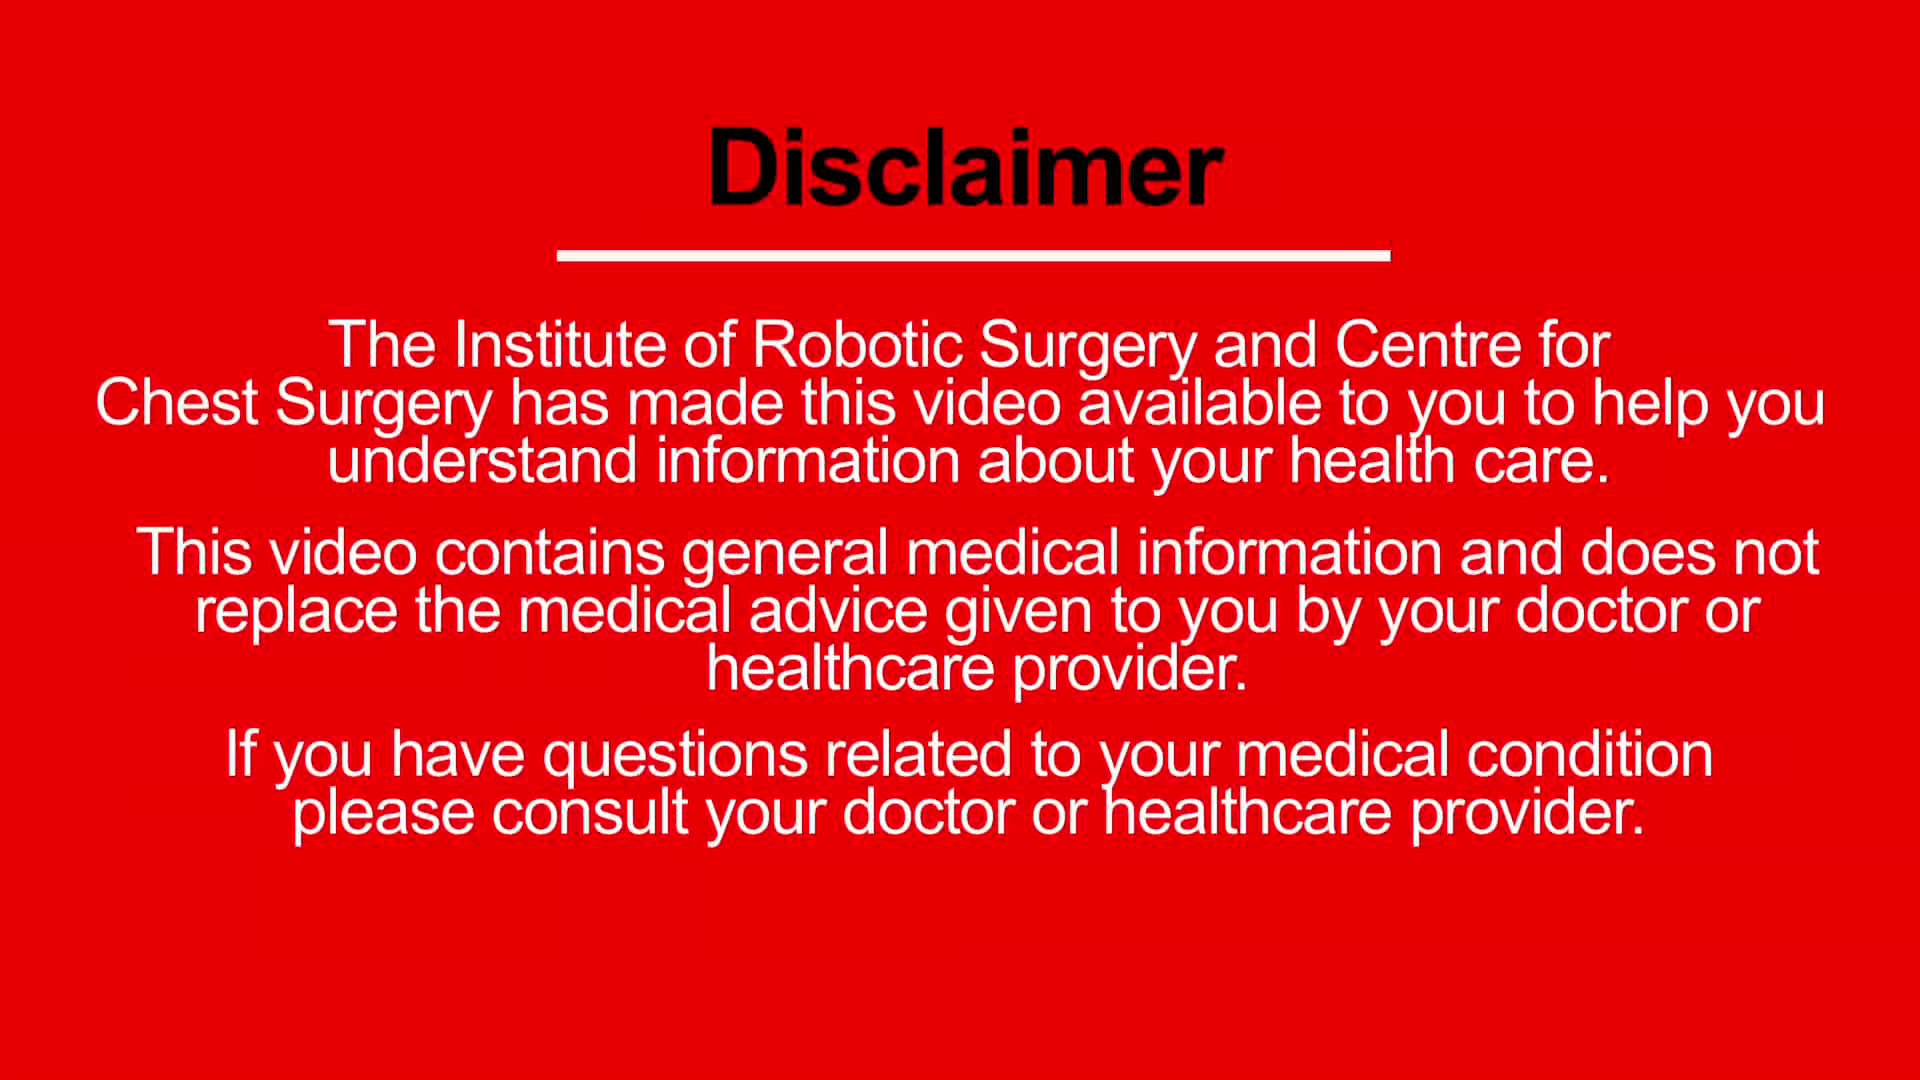 Disclaimer
The Institute of Robotic Surgery and Centre for
Chest Surgery has made this video available to you to help you
understand information about your health care.
This video contains general medical information and does not
replace the medical advice given to you by your doctor or
healthcare provider.
If you have questions related to your medical condition
please consult your doctor or healthcare provider.